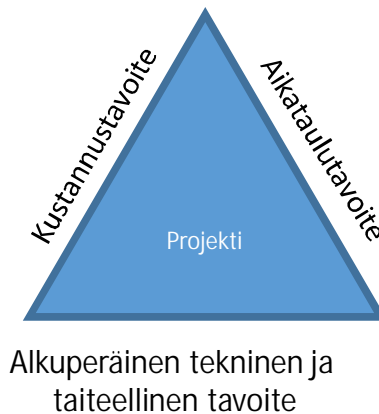 Kustannustavoite
Aikataulutavoite
Projekti
Alkuperäinen tekninen ja
taiteellinen tavoite